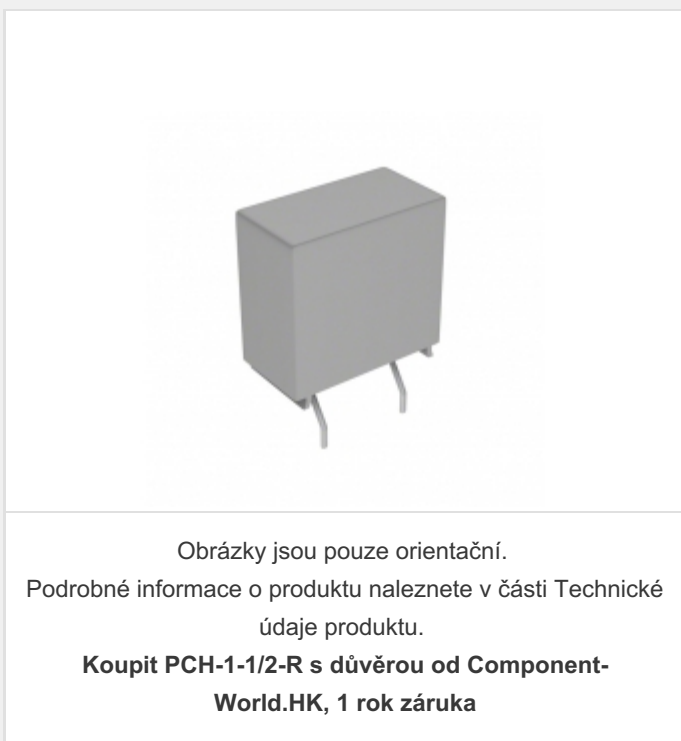 Obrázky jsou pouze orientační.
Podrobné informace o produktu naleznete v části Technické
údaje produktu.
Koupit PCH-1-1/2-R s důvěrou od Component-
World.HK, 1 rok záruka